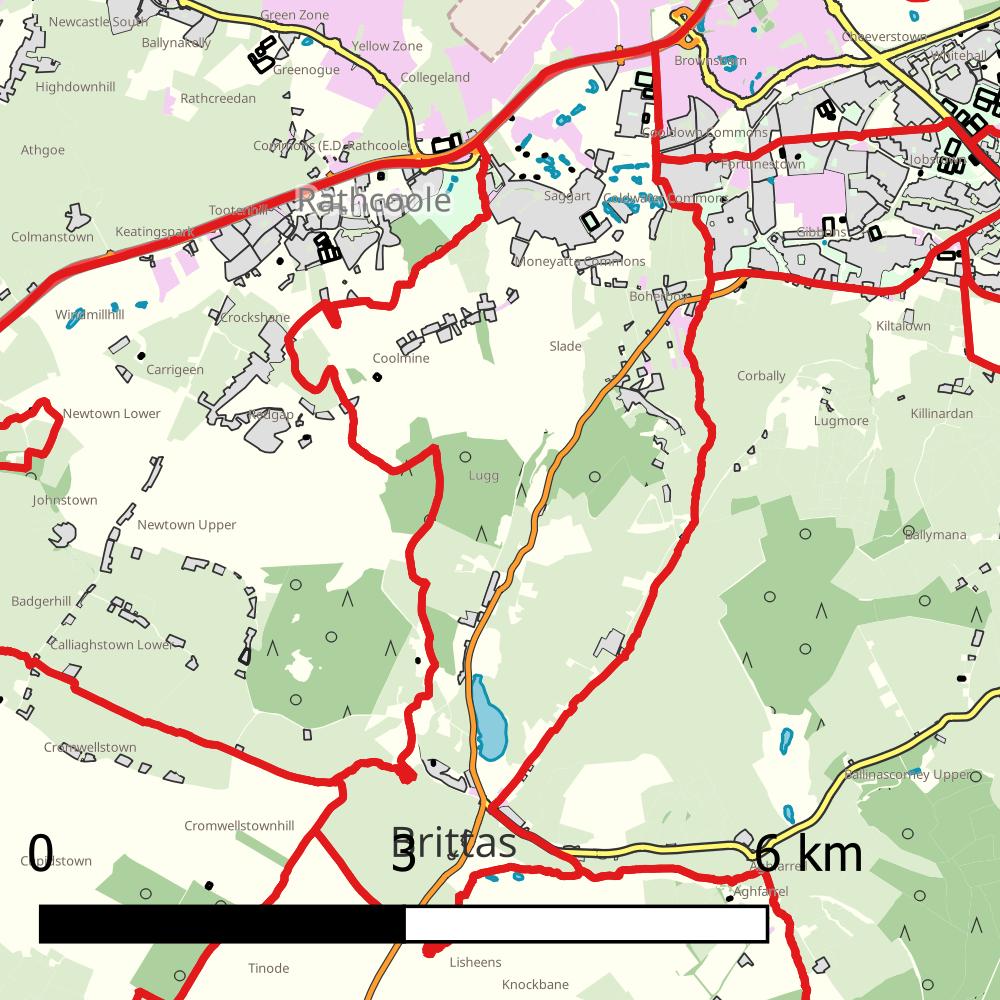 Newcastle South
Green Zone
Ballynakelly
Yellow Zone
Cheeverstown
Whitehall
Greenogue
Collegeland
Brownsbarn
Highdownhill
Rathcreedan
Athgoe
Commons (E.D. Rathcoole)
Cooldown Commons
Fortunestown
Jobstown
Rathcoole
Saggart
Coldwater Commons
Tootenhill
Colmanstown
Keatingspark
Gibbons
Moneyatta Commons
Boherboy
Windmillhill
Crockshane
Kiltalown
Slade
Coolmine
Carrigeen
Corbally
Newtown Lower
Redgap
Lugmore
Killinardan
Lugg
Johnstown
Newtown Upper
Ballymana
Badgerhill
Calliaghstown Lower
Cromwellstown
Ballinascorney Upper
Cromwellstownhill
Brittas
0
3
6 km
Cupidstown
Aghfarrel
Aghfarrel
Lisheens
Tinode
Knockbane